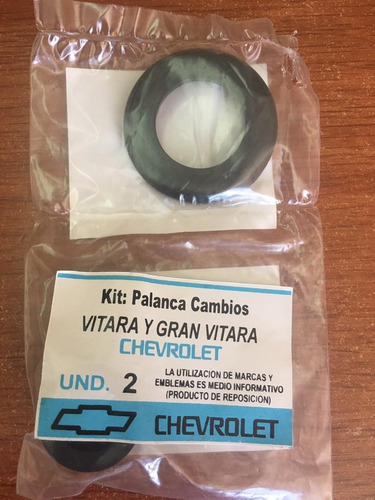 Kit: Palanca Cambios
VITARA Y GRAN VITARA
CHEVROLET
UND. 2
LA UTILIZACION DE MARCAS Y
EMBLEMAS ES MEDIO INFORMATIVO
(PRODUCTO DE REPOSICION)
CHEVROLET